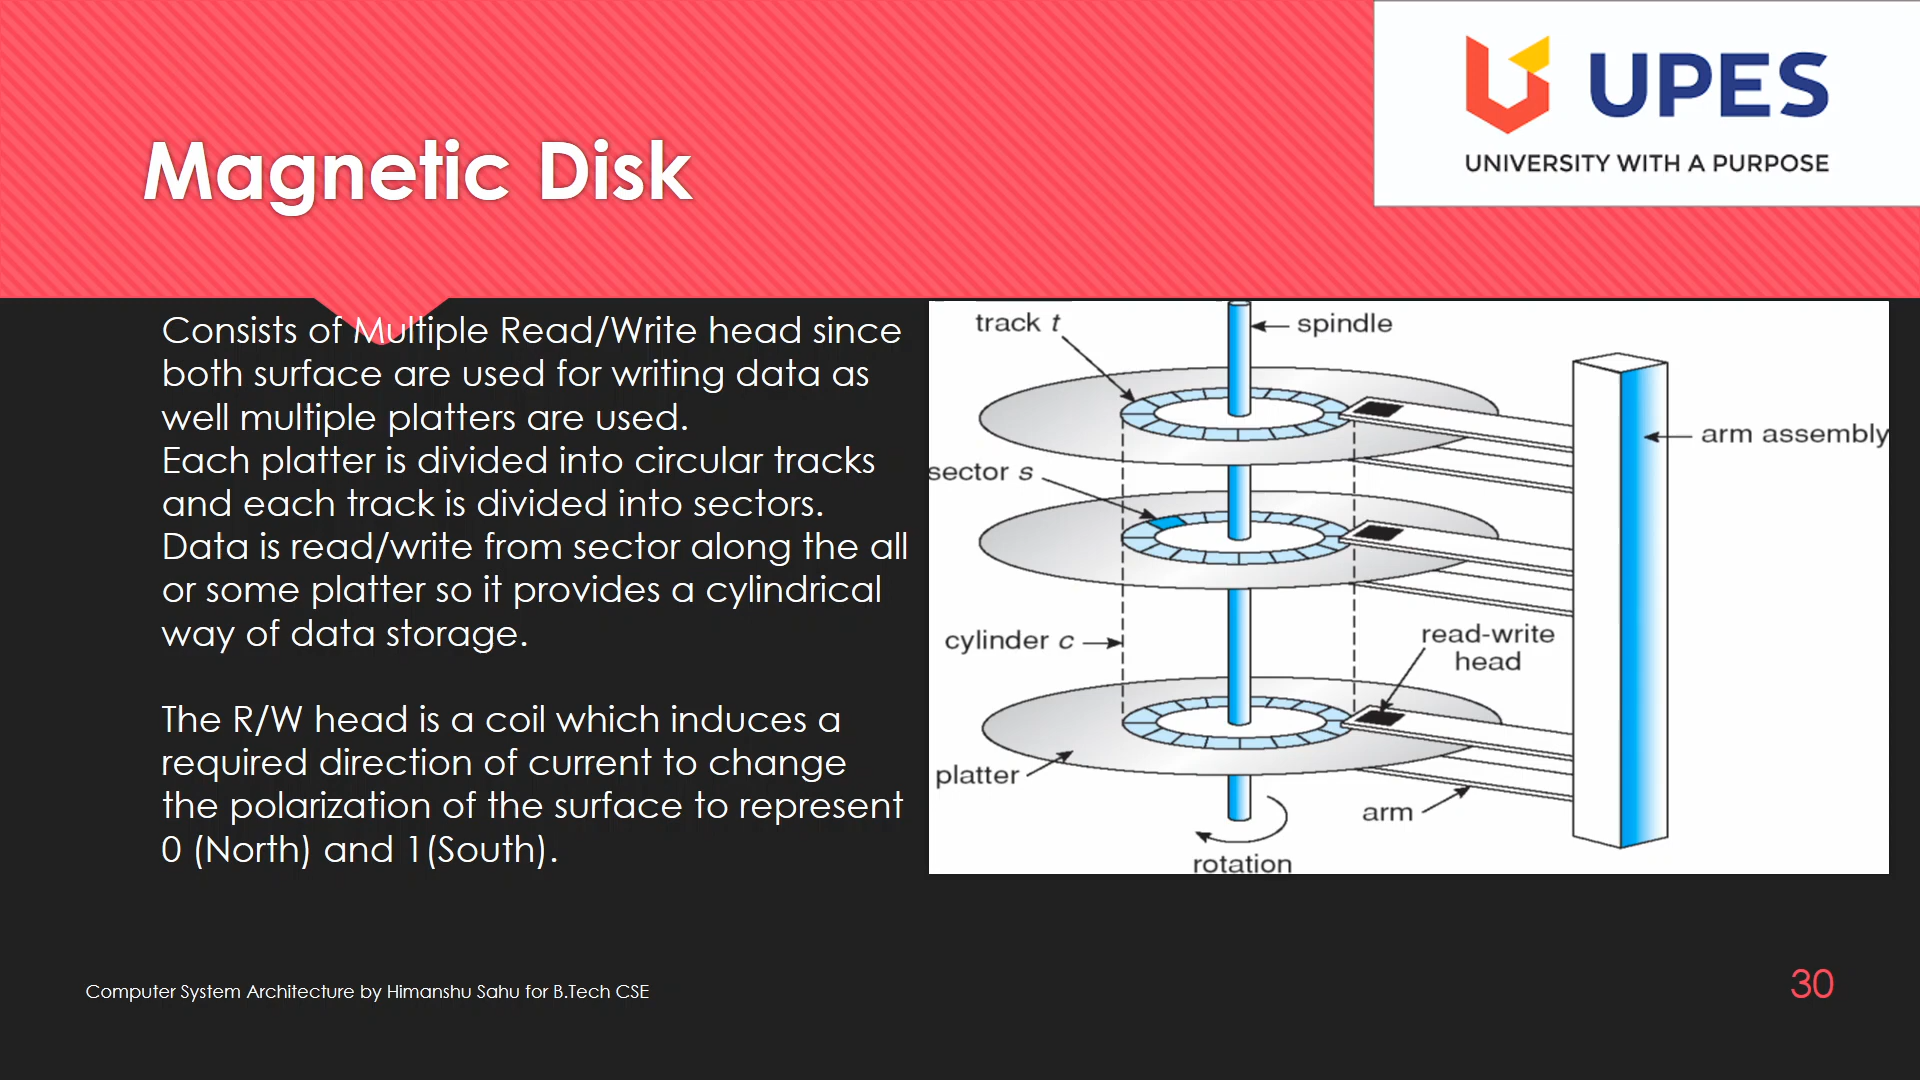 UPES
UNIVERSITY WITH A PURPOSE
Magnetic Disk
Consists of Multiple Read/Write head since
both surface are used for writing data as
well multiple platters are used.
Each platter is divided into circular tracks
and each track is divided into sectors.
Data is read/write from sector along the all
or some platter so it provides a cylindrical
way of data storage.
The R/W head is a coil which induces a
required direction of current to change
the polarization of the surface to represent
0 (North) and 1(South).
track t
spindle
arm assembly
sector s
cylinder c
read-write
head
platter
arm
rotation
Computer System Architecture by Himanshu Sahu for B.Tech CSE
30